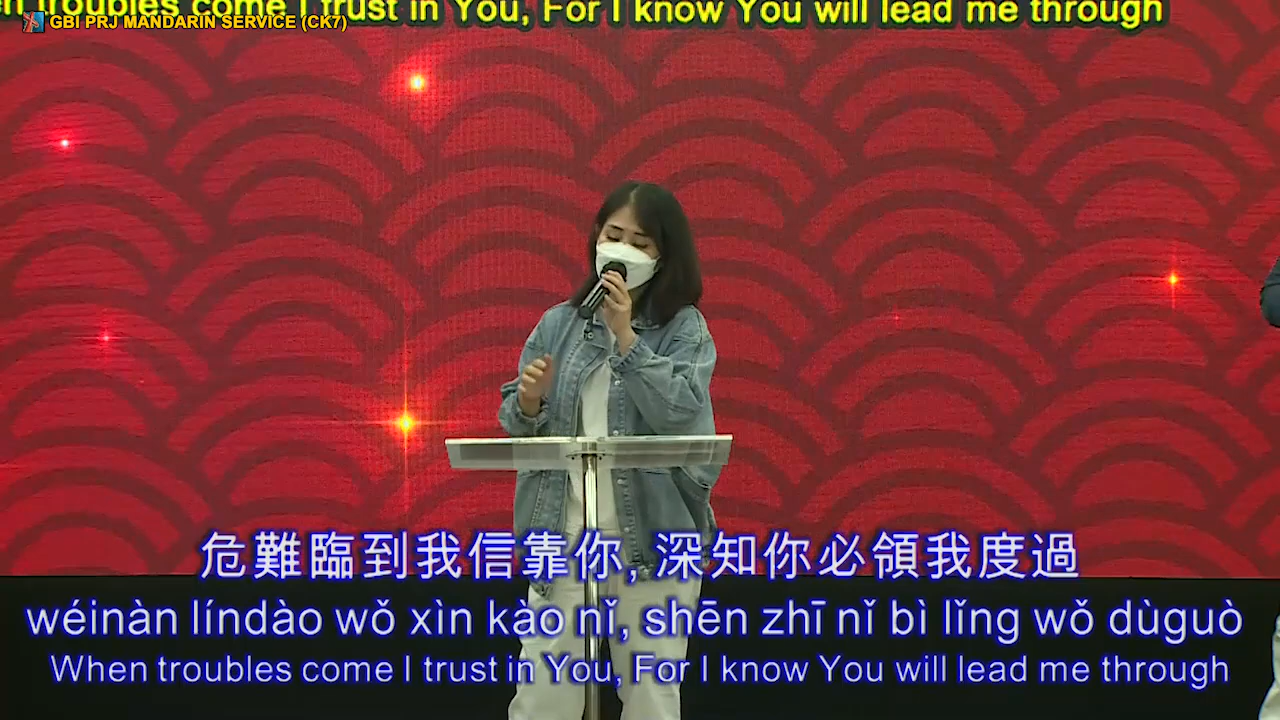 troubles come I trust in You, For I know You will lead me through
GBI PRJ MANDARIN SERVICE (CK7)
危難臨到我信靠你, 深知你必領我度過
wéinàn líndào wǒ xìn kào nǐ, shēn zhī nǐ bì lǐng wǒ dùguò
When troubles come I trust in You, For I know You will lead me through